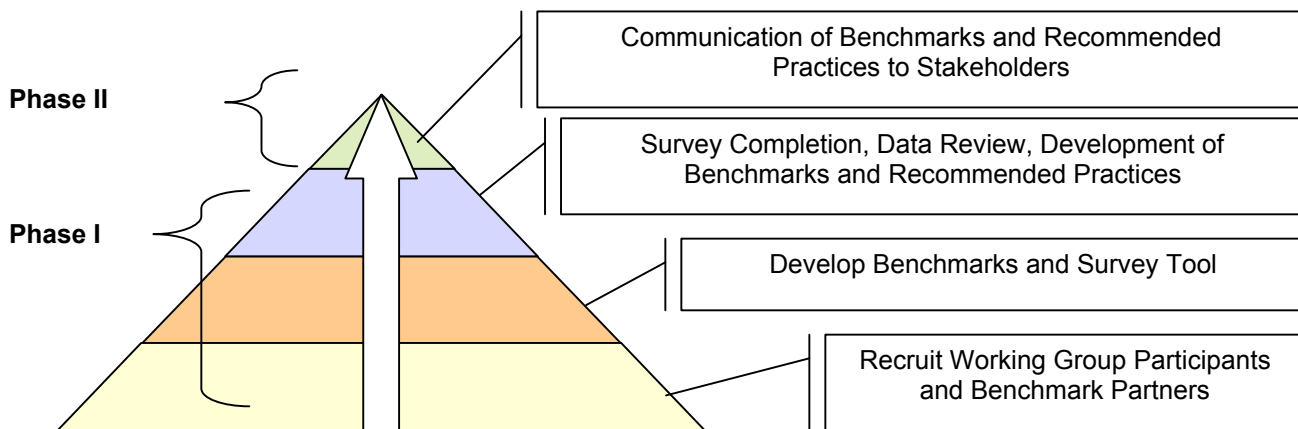 Communication of Benchmarks and Recommended
Practices to Stakeholders
Phase II
Survey Completion, Data Review, Development of
Benchmarks and Recommended Practices
Phase I
Develop Benchmarks and Survey Tool
Recruit Working Group Participants
and Benchmark Partners